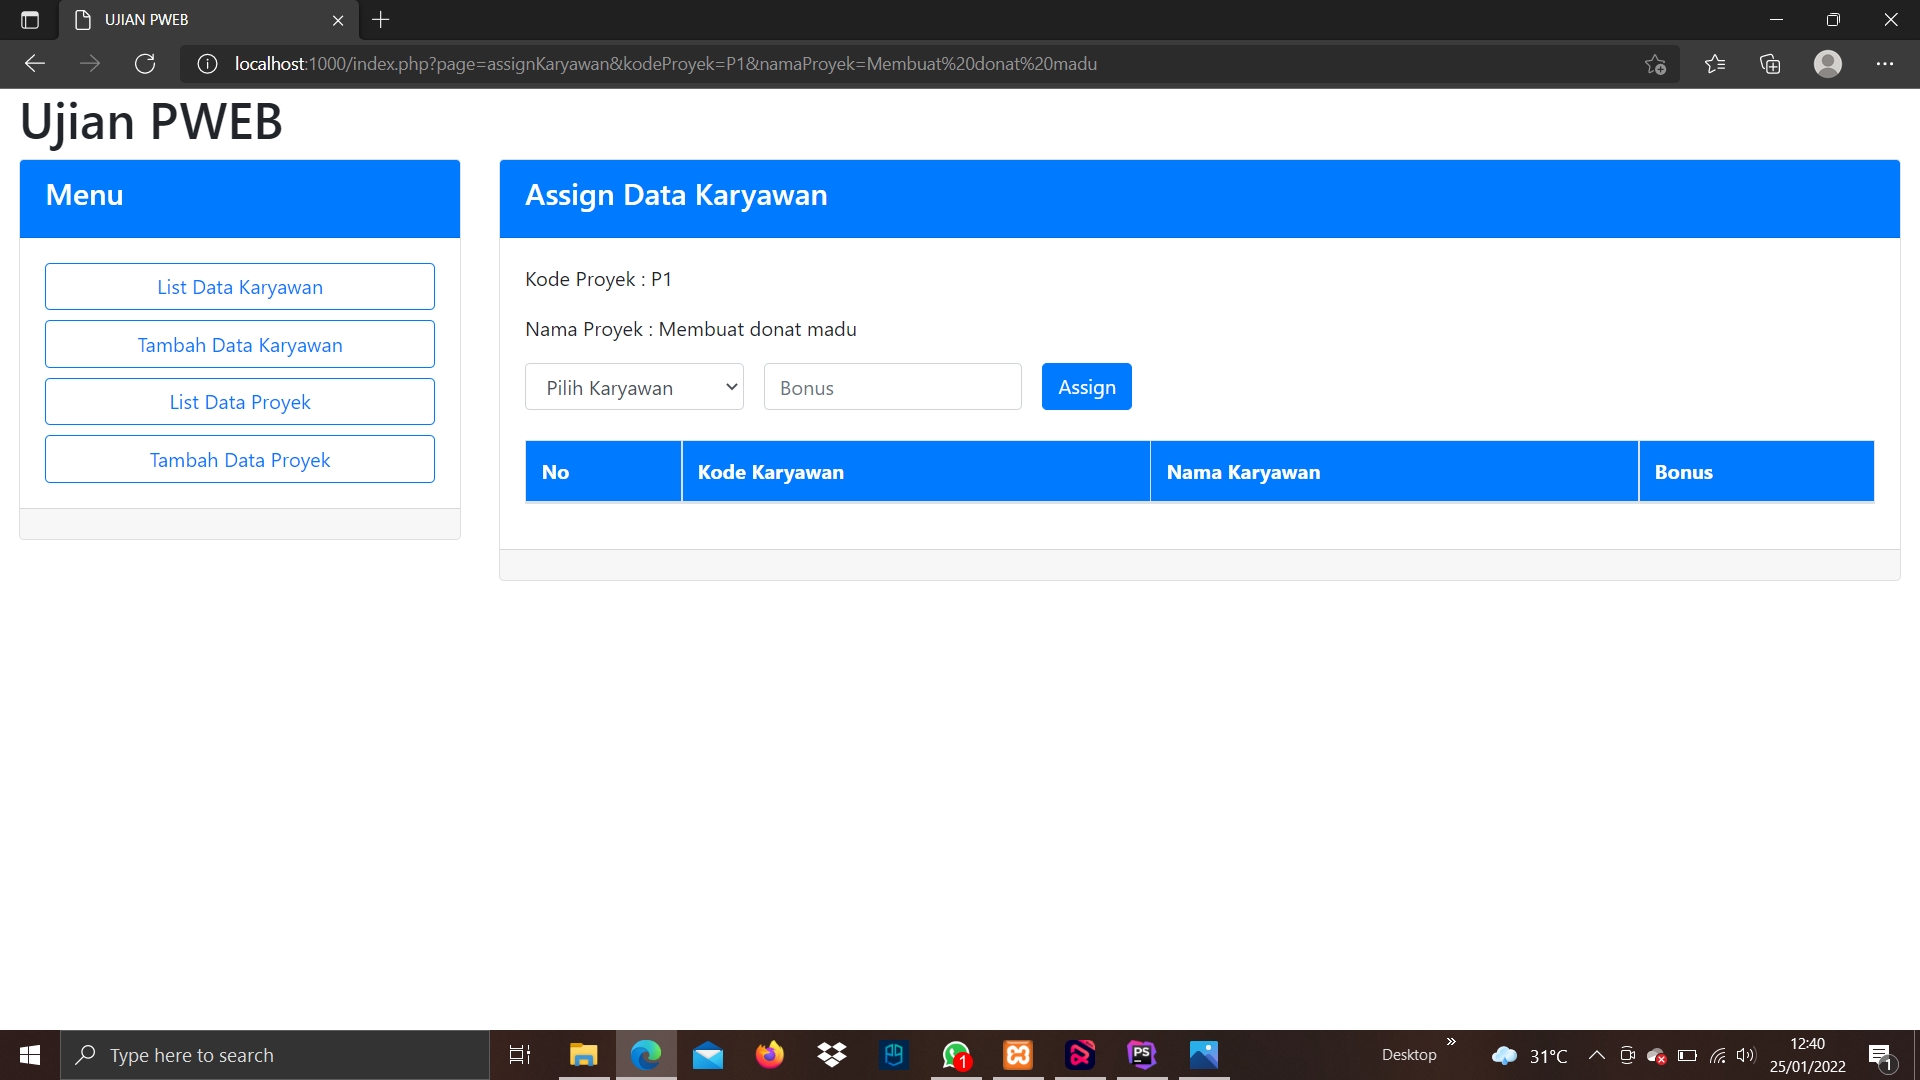 UJIAN PWEB
localhost:1000/index.php?page=assignKaryawan&kodeProyek=P1&namaProyek=Membuat%20donat%20madu
Ujian PWEB
Menu
List Data Karyawan
Tambah Data Karyawan
List Data Proyek
Tambah Data Proyek
Assign Data Karyawan
Kode Proyek : P1
Nama Proyek : Membuat donat madu
Pilih Karyawan Bonus Assign
No Kode Karyawan Nama Karyawan Bonus
Type here to search
1
PS
Desktop
31°C
12:40
25/01/2022
1